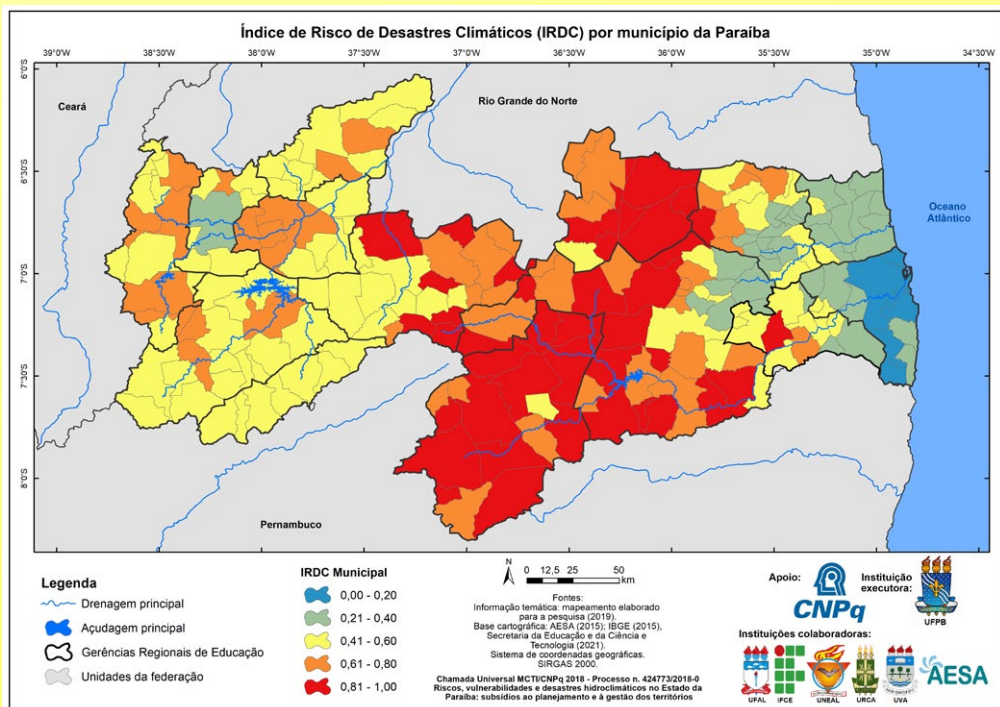 Índice de Risco de Desastres Climáticos (IRDC) por município da Paraíba
39°0'W 38°30'W 38°0'W 37°30'W 37°0'W 36°30'W 36°0'W 35°30'W 35°0'W 34°30'W
6°0'S
6°30'S
7°0'S
7°30'S
8°0'S
Ceará
Rio Grande do Norte
Oceano
Atlântico
Pernambuco
Legenda
Drenagem principal
Açudagem principal
Gerências Regionais de Educação
Unidades da federação
IRDC Municipal
0,00 - 0,20
0,21 - 0,40
0,41 - 0,60
0,61 - 0,80
0,81 - 1,00
N
0 12,5 25 50
km
Fontes:
Informação temática: mapeamento elaborado
para a pesquisa (2019).
Base cartográfica: AESA (2015); IBGE (2015),
Secretaria da Educação e da Ciência e
Tecnologia (2021).
Sistema de coordenadas geográficas.
SIRGAS 2000.
Chamada Universal MCTI/CNPq 2018 - Processo n. 424773/2018-0
Riscos, vulnerabilidades e desastres hidroclimáticos no Estado da
Paraíba: subsídios ao planejamento e à gestão dos territórios
Apoio:
CNPq
Instituição
executora:
UFPB
Instituições colaboradoras:
UFAL IFCE UNEAL URCA UVA
AESA